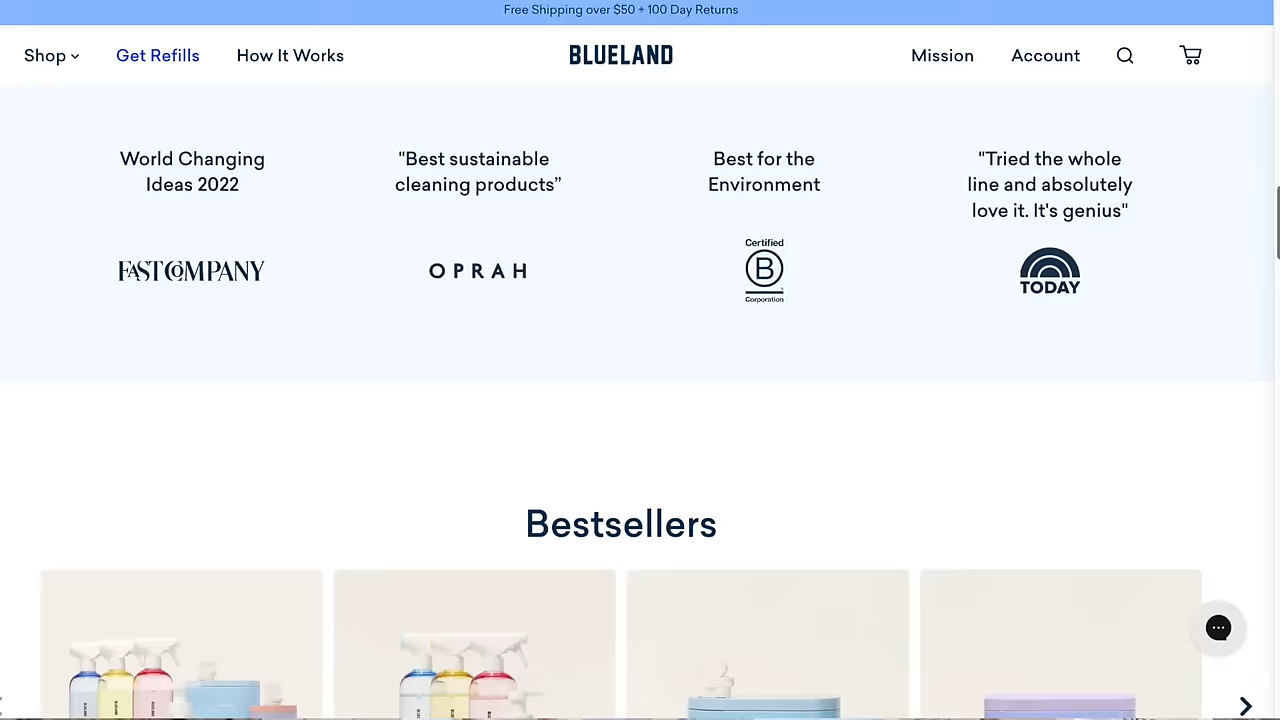 Free Shipping over $50 + 100 Day Returns
Shop Get Refills How It Works BLUELAND Mission Account
World Changing
Ideas 2022
FAST COMPANY
"Best sustainable
cleaning products”
OPRAH
Best for the
Environment
Certified
B
Corporation
"Tried the whole
line and absolutely
love it. It's genius"
TODAY
Bestsellers